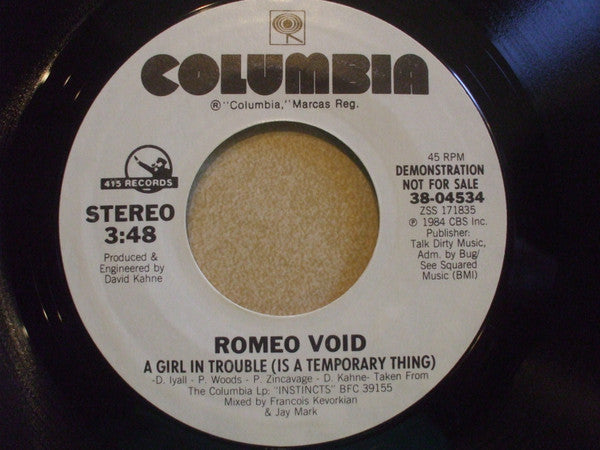 COLUMBIA
® "Columbia," Marcas Reg.
415 RECORDS
STEREO
3:48
Produced &
Engineered by
David Kahne
45 RPM
DEMONSTRATION
NOT FOR SALE
38-04534
ZSS 171835
℗ 1984 CBS Inc.
Publisher:
Talk Dirty Music,
Adm. by Bug/
See Squared
Music (BMI)
ROMEO VOID
A GIRL IN TROUBLE (IS A TEMPORARY THING)
-D. Iyall - P. Woods - P. Zincavage - D. Kahne- Taken From
The Columbia Lp: "INSTINCTS" BFC 39155
Mixed by Francois Kevorkian
& Jay Mark